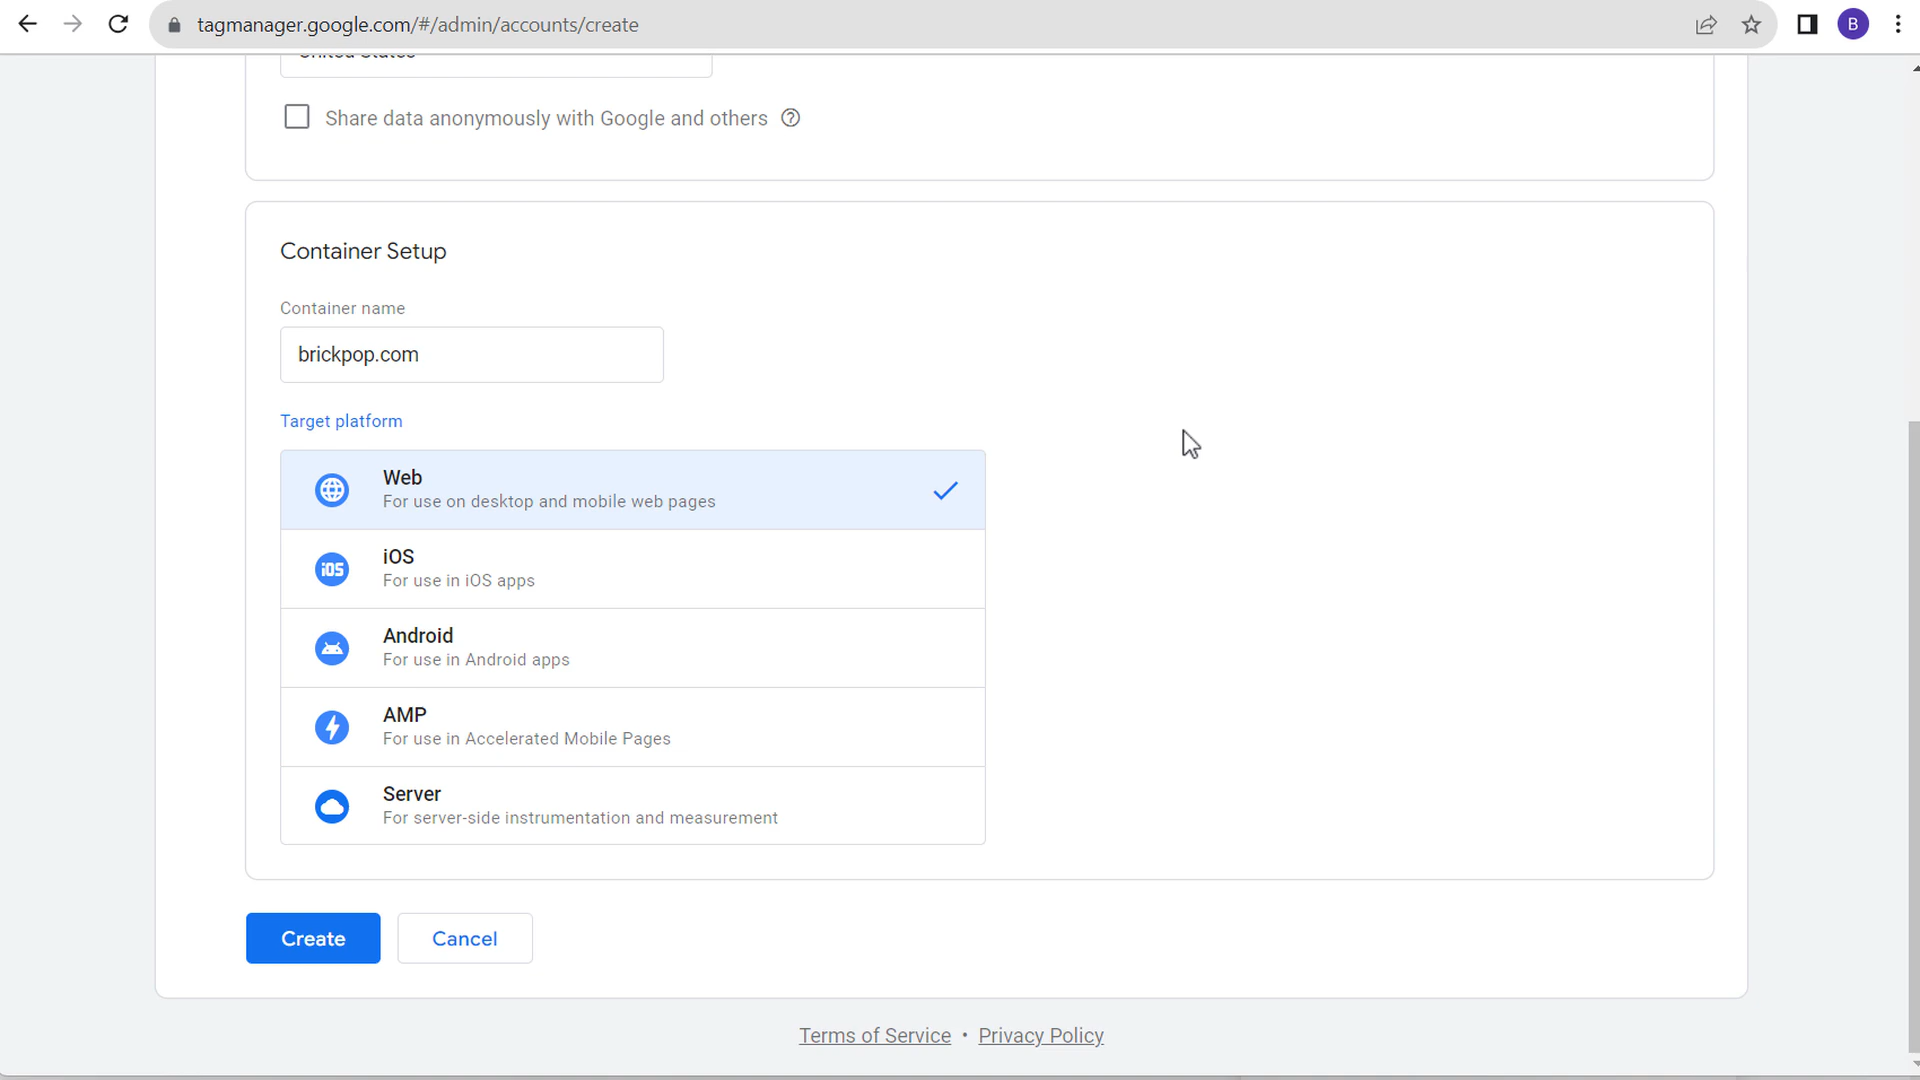 tagmanager.google.com/#/admin/accounts/create
B
United States
Share data anonymously with Google and others
Container Setup
Container name
brickpop.com
Target platform
Web
For use on desktop and mobile web pages
iOS
iOS
For use in iOS apps
Android
For use in Android apps
AMP
For use in Accelerated Mobile Pages
Server
For server-side instrumentation and measurement
Create
Cancel
Terms of Service • Privacy Policy